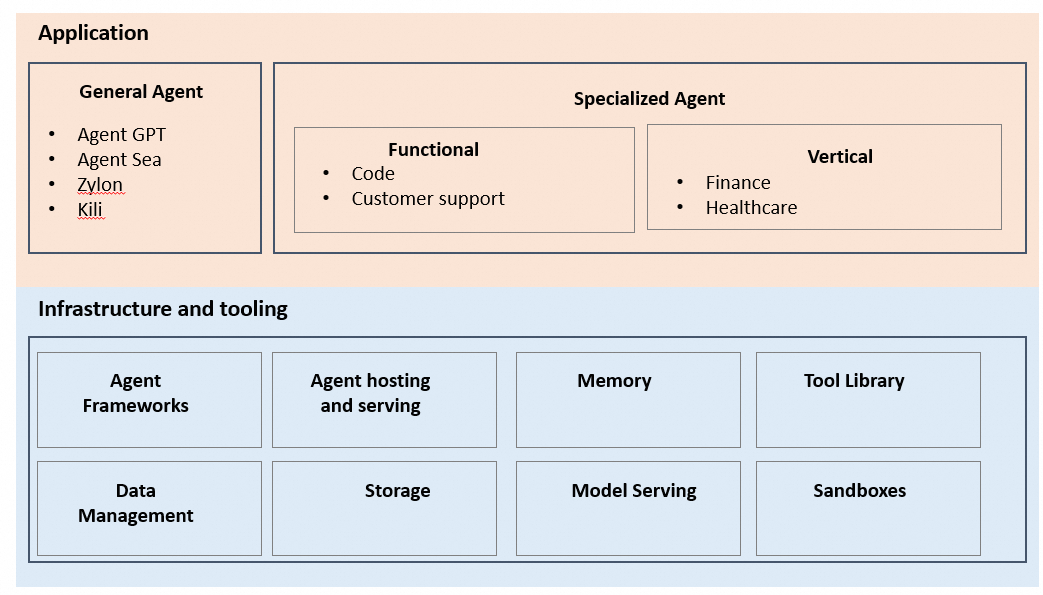 Application
General Agent
• Agent GPT
• Agent Sea
• Zylon
• Kili
Specialized Agent
Functional
• Code
• Customer support
Vertical
• Finance
• Healthcare
Infrastructure and tooling
Agent
Frameworks
Agent hosting
and serving
Memory
Tool Library
Data
Management
Storage
Model Serving
Sandboxes